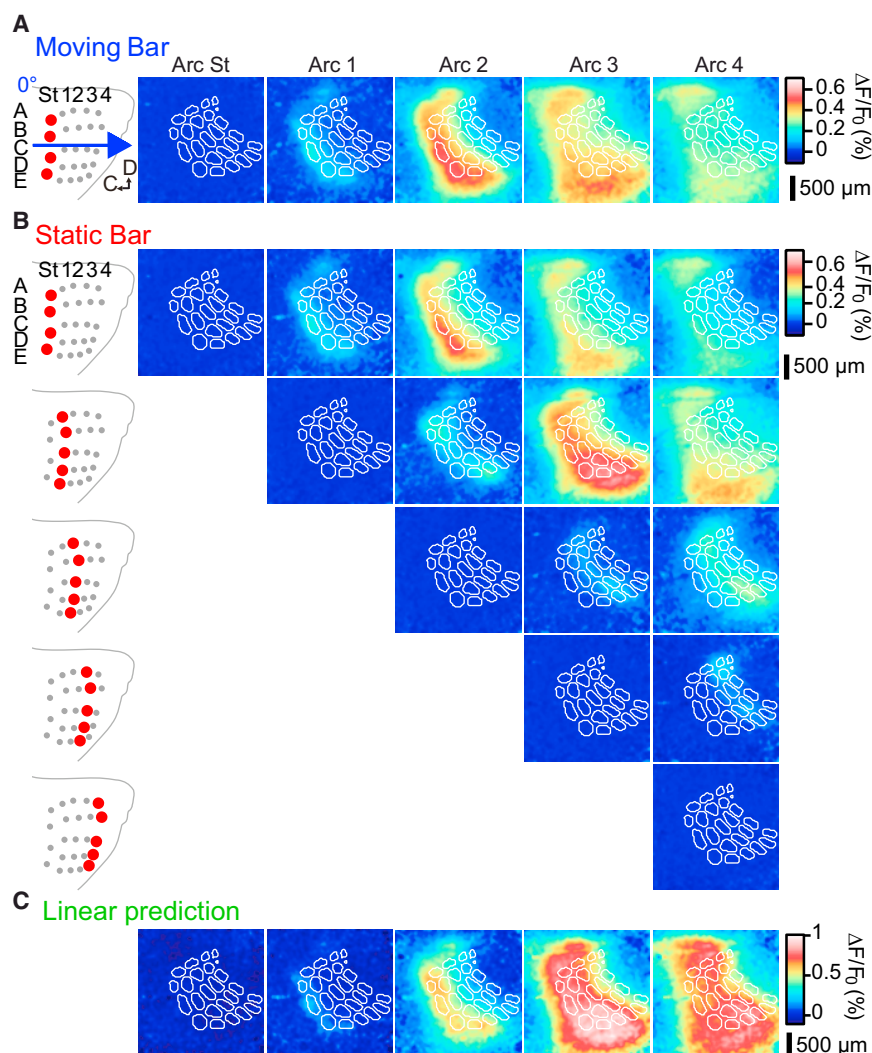 A
Moving Bar
Arc St Arc 1 Arc 2 Arc 3 Arc 4
0°
St 1 2 3 4
A
B
C
D
E
D
C
0.6
0.4
0.2
0
ΔF/F0 (%)
500 µm
B
Static Bar
St 1 2 3 4
A
B
C
D
E
0.6
0.4
0.2
0
ΔF/F0 (%)
500 µm
C
Linear prediction
1
0.5
0
ΔF/F0 (%)
500 µm